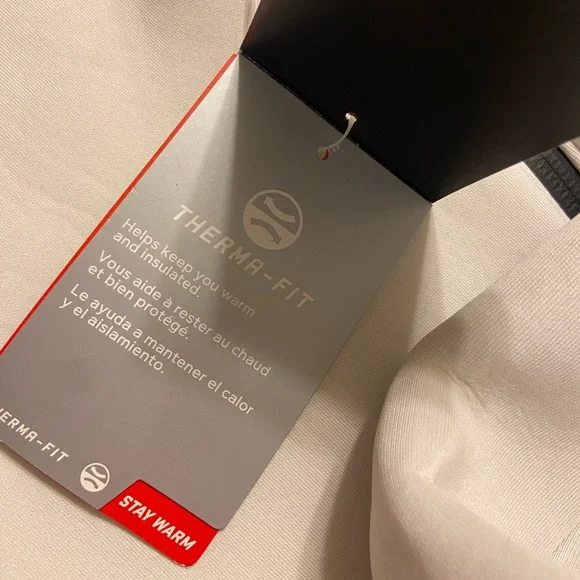 THERMA-FIT
Helps keep you warm
and insulated.
Vous aide à rester au chaud
et bien protégé.
Le ayuda a mantener el calor
y el aislamiento.
HERMA-FIT
STAY WARM